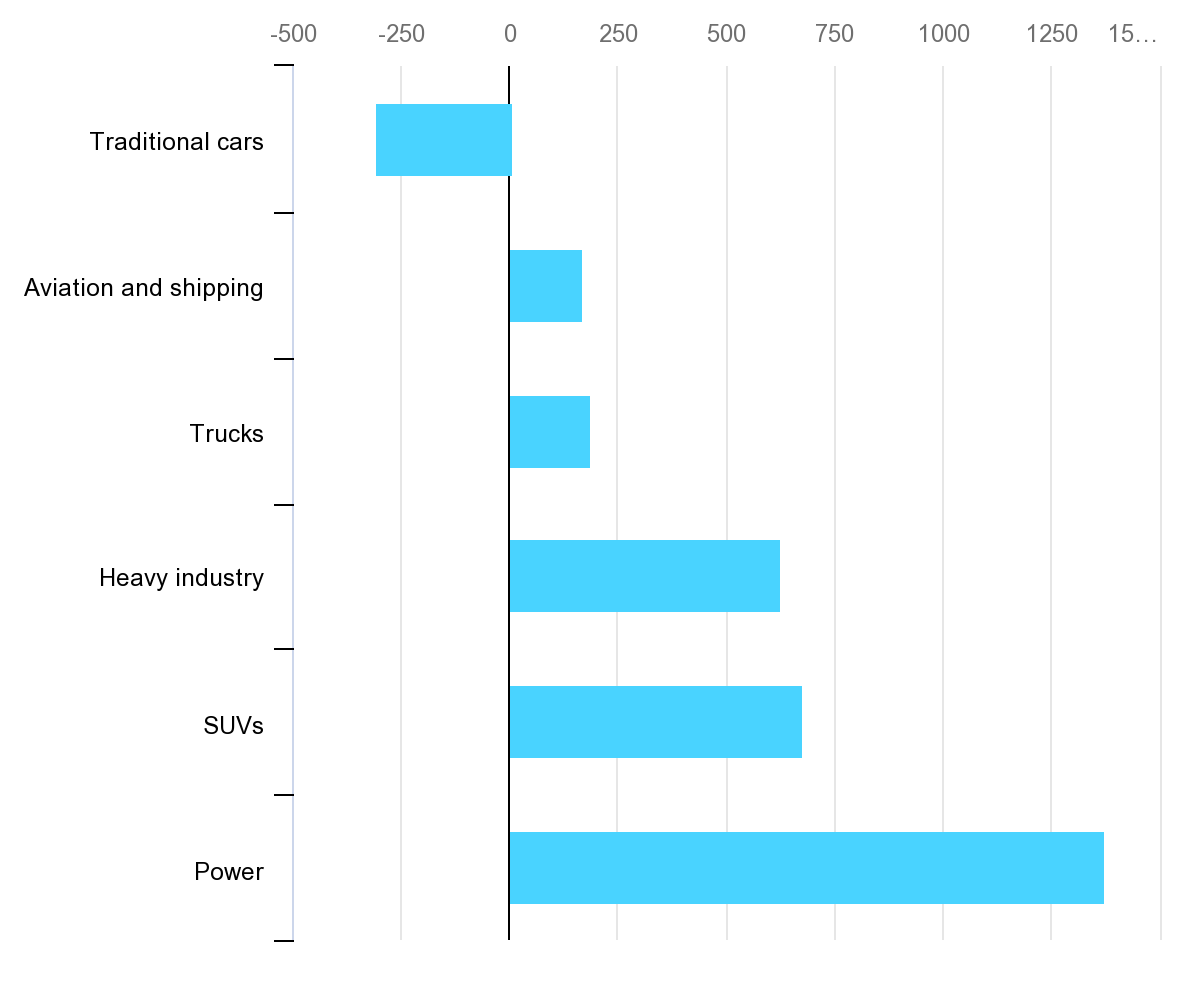 -500 -250 0 250 500 750 1000 1250 15…
Traditional cars
Aviation and shipping
Trucks
Heavy industry
SUVs
Power